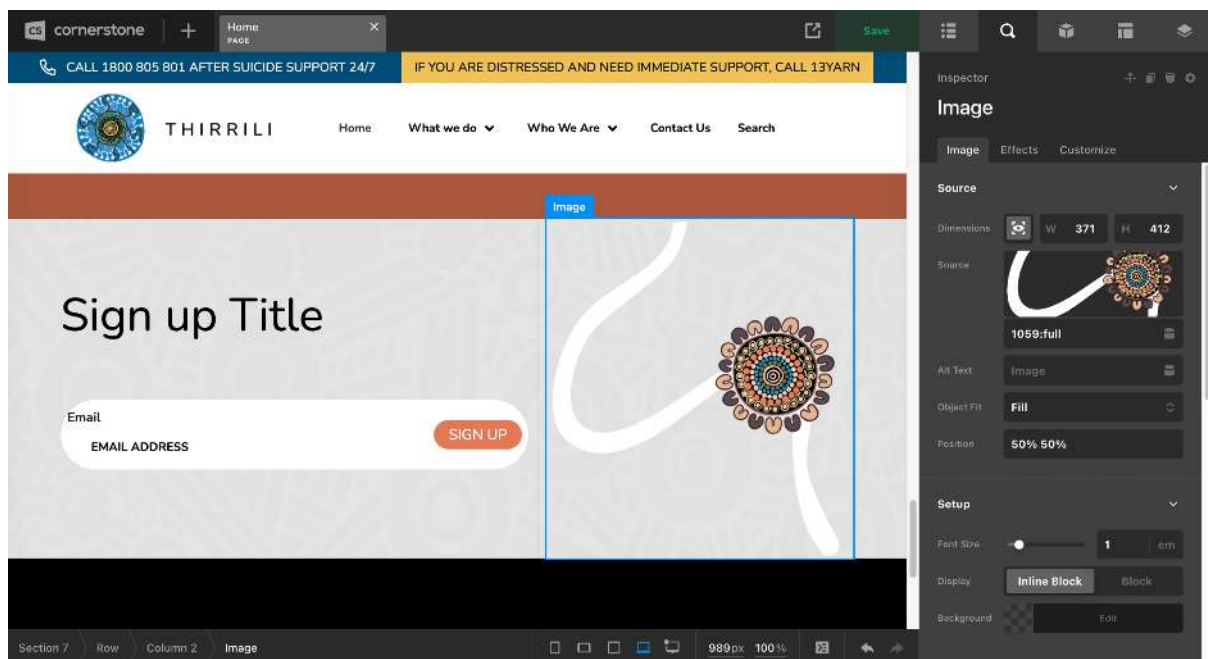 cs cornerstone
Home
PAGE
Save
CALL 1800 805 801 AFTER SUICIDE SUPPORT 24/7
IF YOU ARE DISTRESSED AND NEED IMMEDIATE SUPPORT, CALL 13YARN
THIRRILI
Home What we do Who We Are Contact Us Search
Image
Sign up Title
Email
EMAIL ADDRESS
SIGN UP
Section 7 Row Column 2 Image
989px 100%
Inspector
Image
Image Effects Customize
Source
Dimensions W 371 H 412
Source
1059:full
Alt Text Image
Object Fit Fill
Position 50% 50%
Setup
Font Size 1 em
Display Inline Block Block
Background Edit